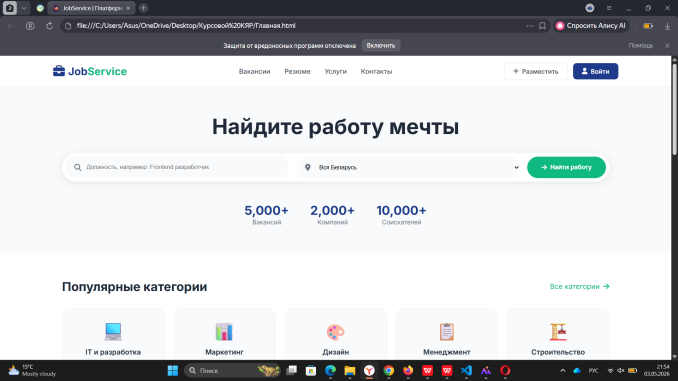 JobService | Платформ
file:///C:/Users/Asus/OneDrive/Desktop/Курсовой%20КЯР/Главная.html
Спросить Алису AI
Защита от вредоносных программ отключена
Включить
Помощь
JobService
Вакансии
Резюме
Услуги
Контакты
+ Разместить
Войти
Найдите работу мечты
Должность, например: Frontend разработчик
Вся Беларусь
Найти работу
5,000+ 2,000+ 10,000+
Вакансий Компаний Соискателей
Популярные категории
Все категории
IT и разработка
Маркетинг
Дизайн
Менеджмент
Строительство
15°C
Mostly cloudy
Поиск
РУС
21:54
03.05.2026